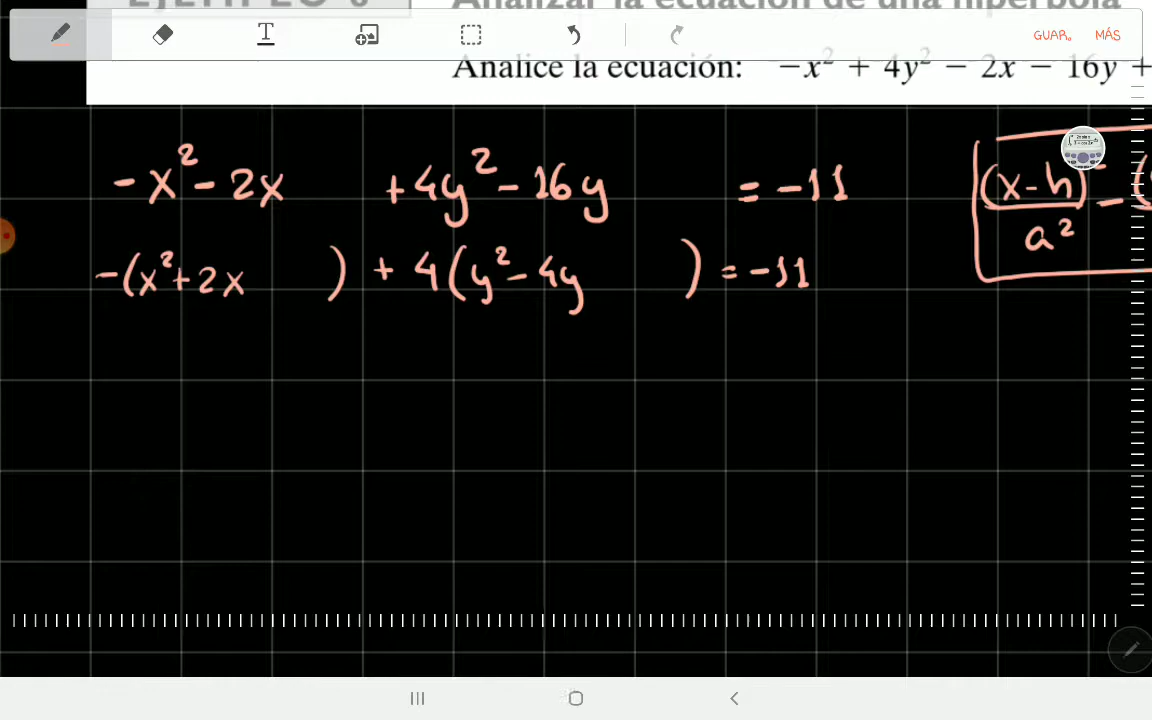 Analizar la ecuación de una hipérbola
T GUAR. MÁS
Analice la ecuación: −x² + 4y² − 2x − 16y +
-x² - 2x + 4y² - 16y = -11
-(x² + 2x ) + 4(y² - 4y ) = -11
(x-h)² - (
a²